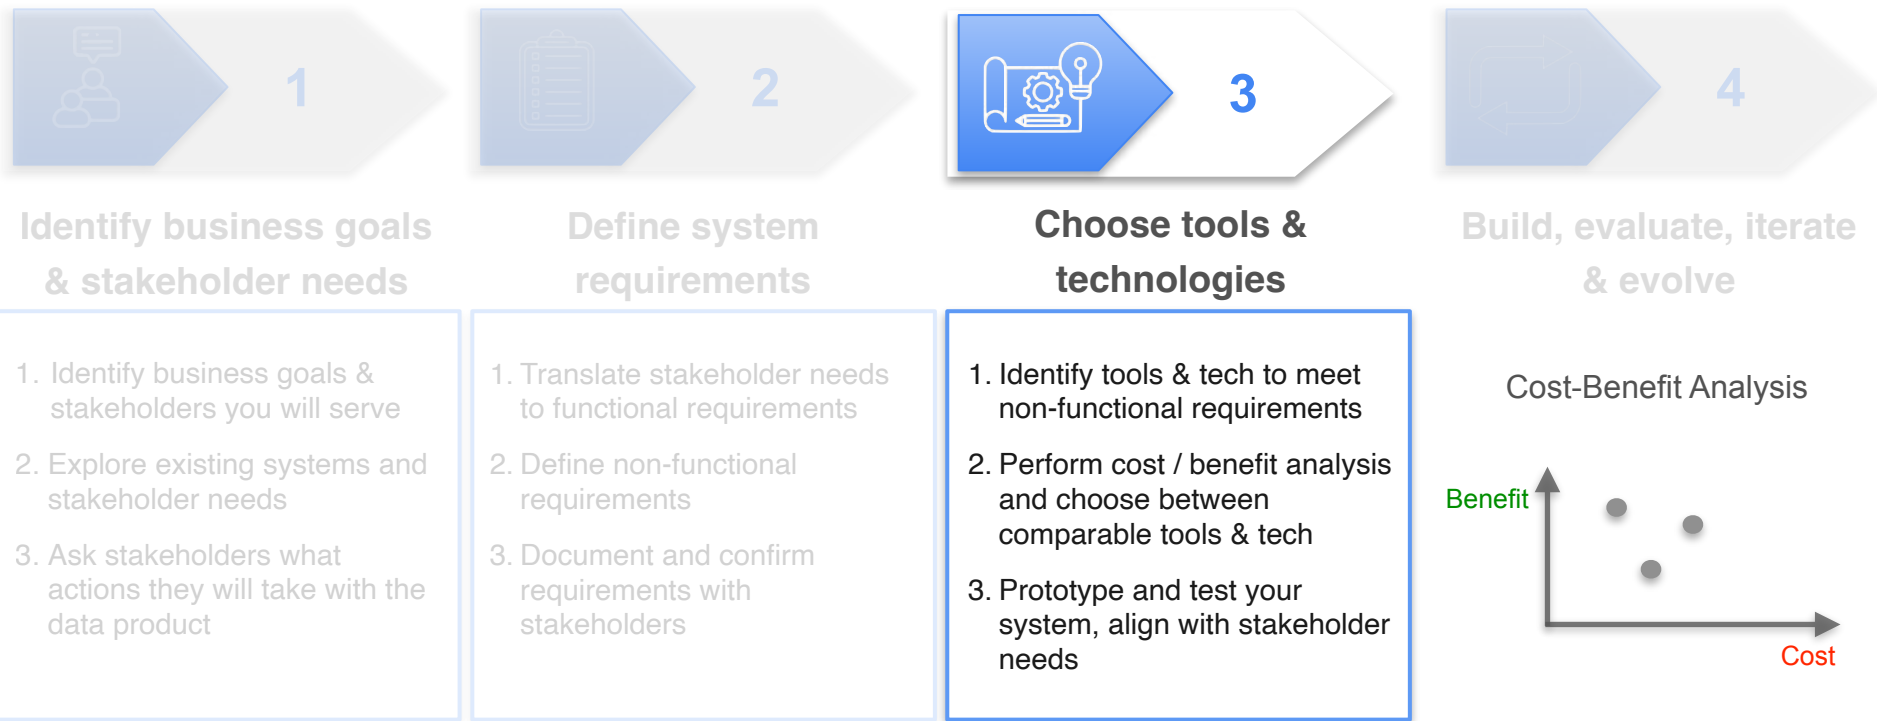 1
Identify business goals
& stakeholder needs
1. Identify business goals &
stakeholders you will serve
2. Explore existing systems and
stakeholder needs
3. Ask stakeholders what
actions they will take with the
data product
2
Define system
requirements
1. Translate stakeholder needs
to functional requirements
2. Define non-functional
requirements
3. Document and confirm
requirements with
stakeholders
3
Choose tools &
technologies
1. Identify tools & tech to meet
non-functional requirements
2. Perform cost / benefit analysis
and choose between
comparable tools & tech
3. Prototype and test your
system, align with stakeholder
needs
4
Build, evaluate, iterate
& evolve
Cost-Benefit Analysis
Benefit
Cost